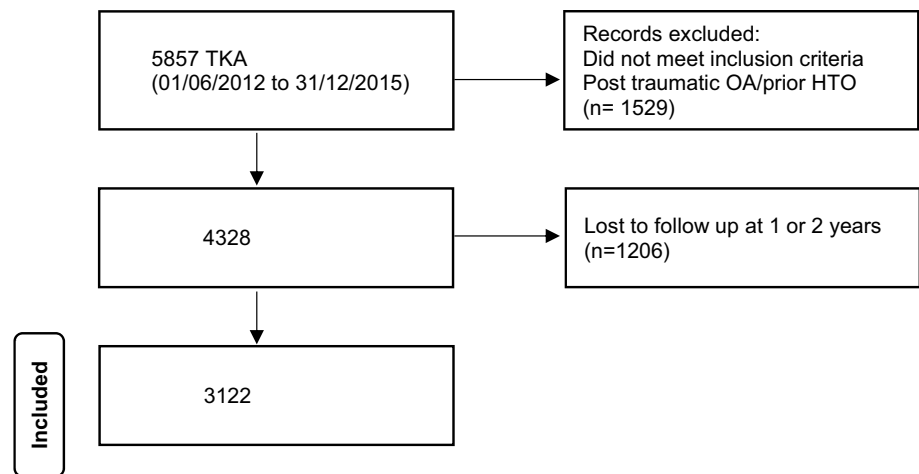 5857 TKA
(01/06/2012 to 31/12/2015)
Records excluded:
Did not meet inclusion criteria
Post traumatic OA/prior HTO
(n= 1529)
4328
Lost to follow up at 1 or 2 years
(n=1206)
Included
3122